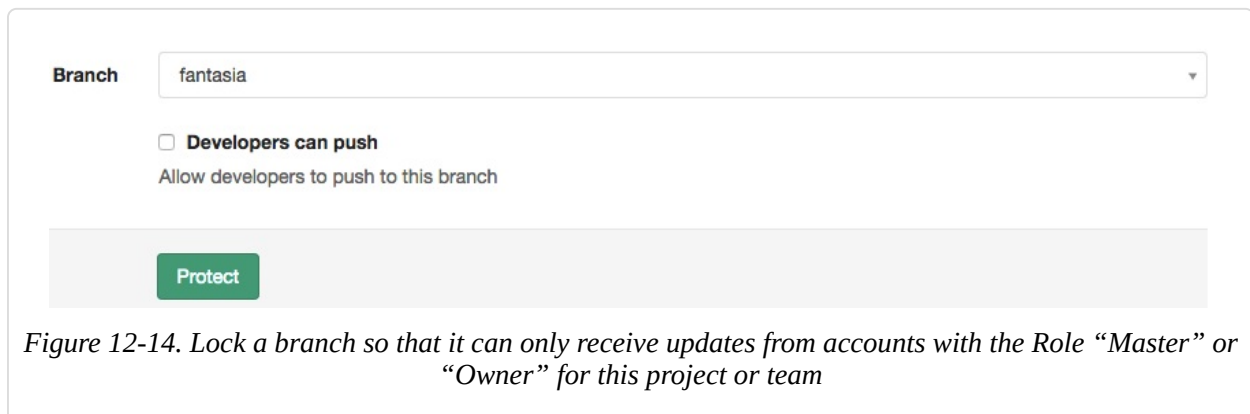 Branch
fantasia
Developers can push
Allow developers to push to this branch
Protect
Figure 12-14. Lock a branch so that it can only receive updates from accounts with the Role “Master” or
“Owner” for this project or team